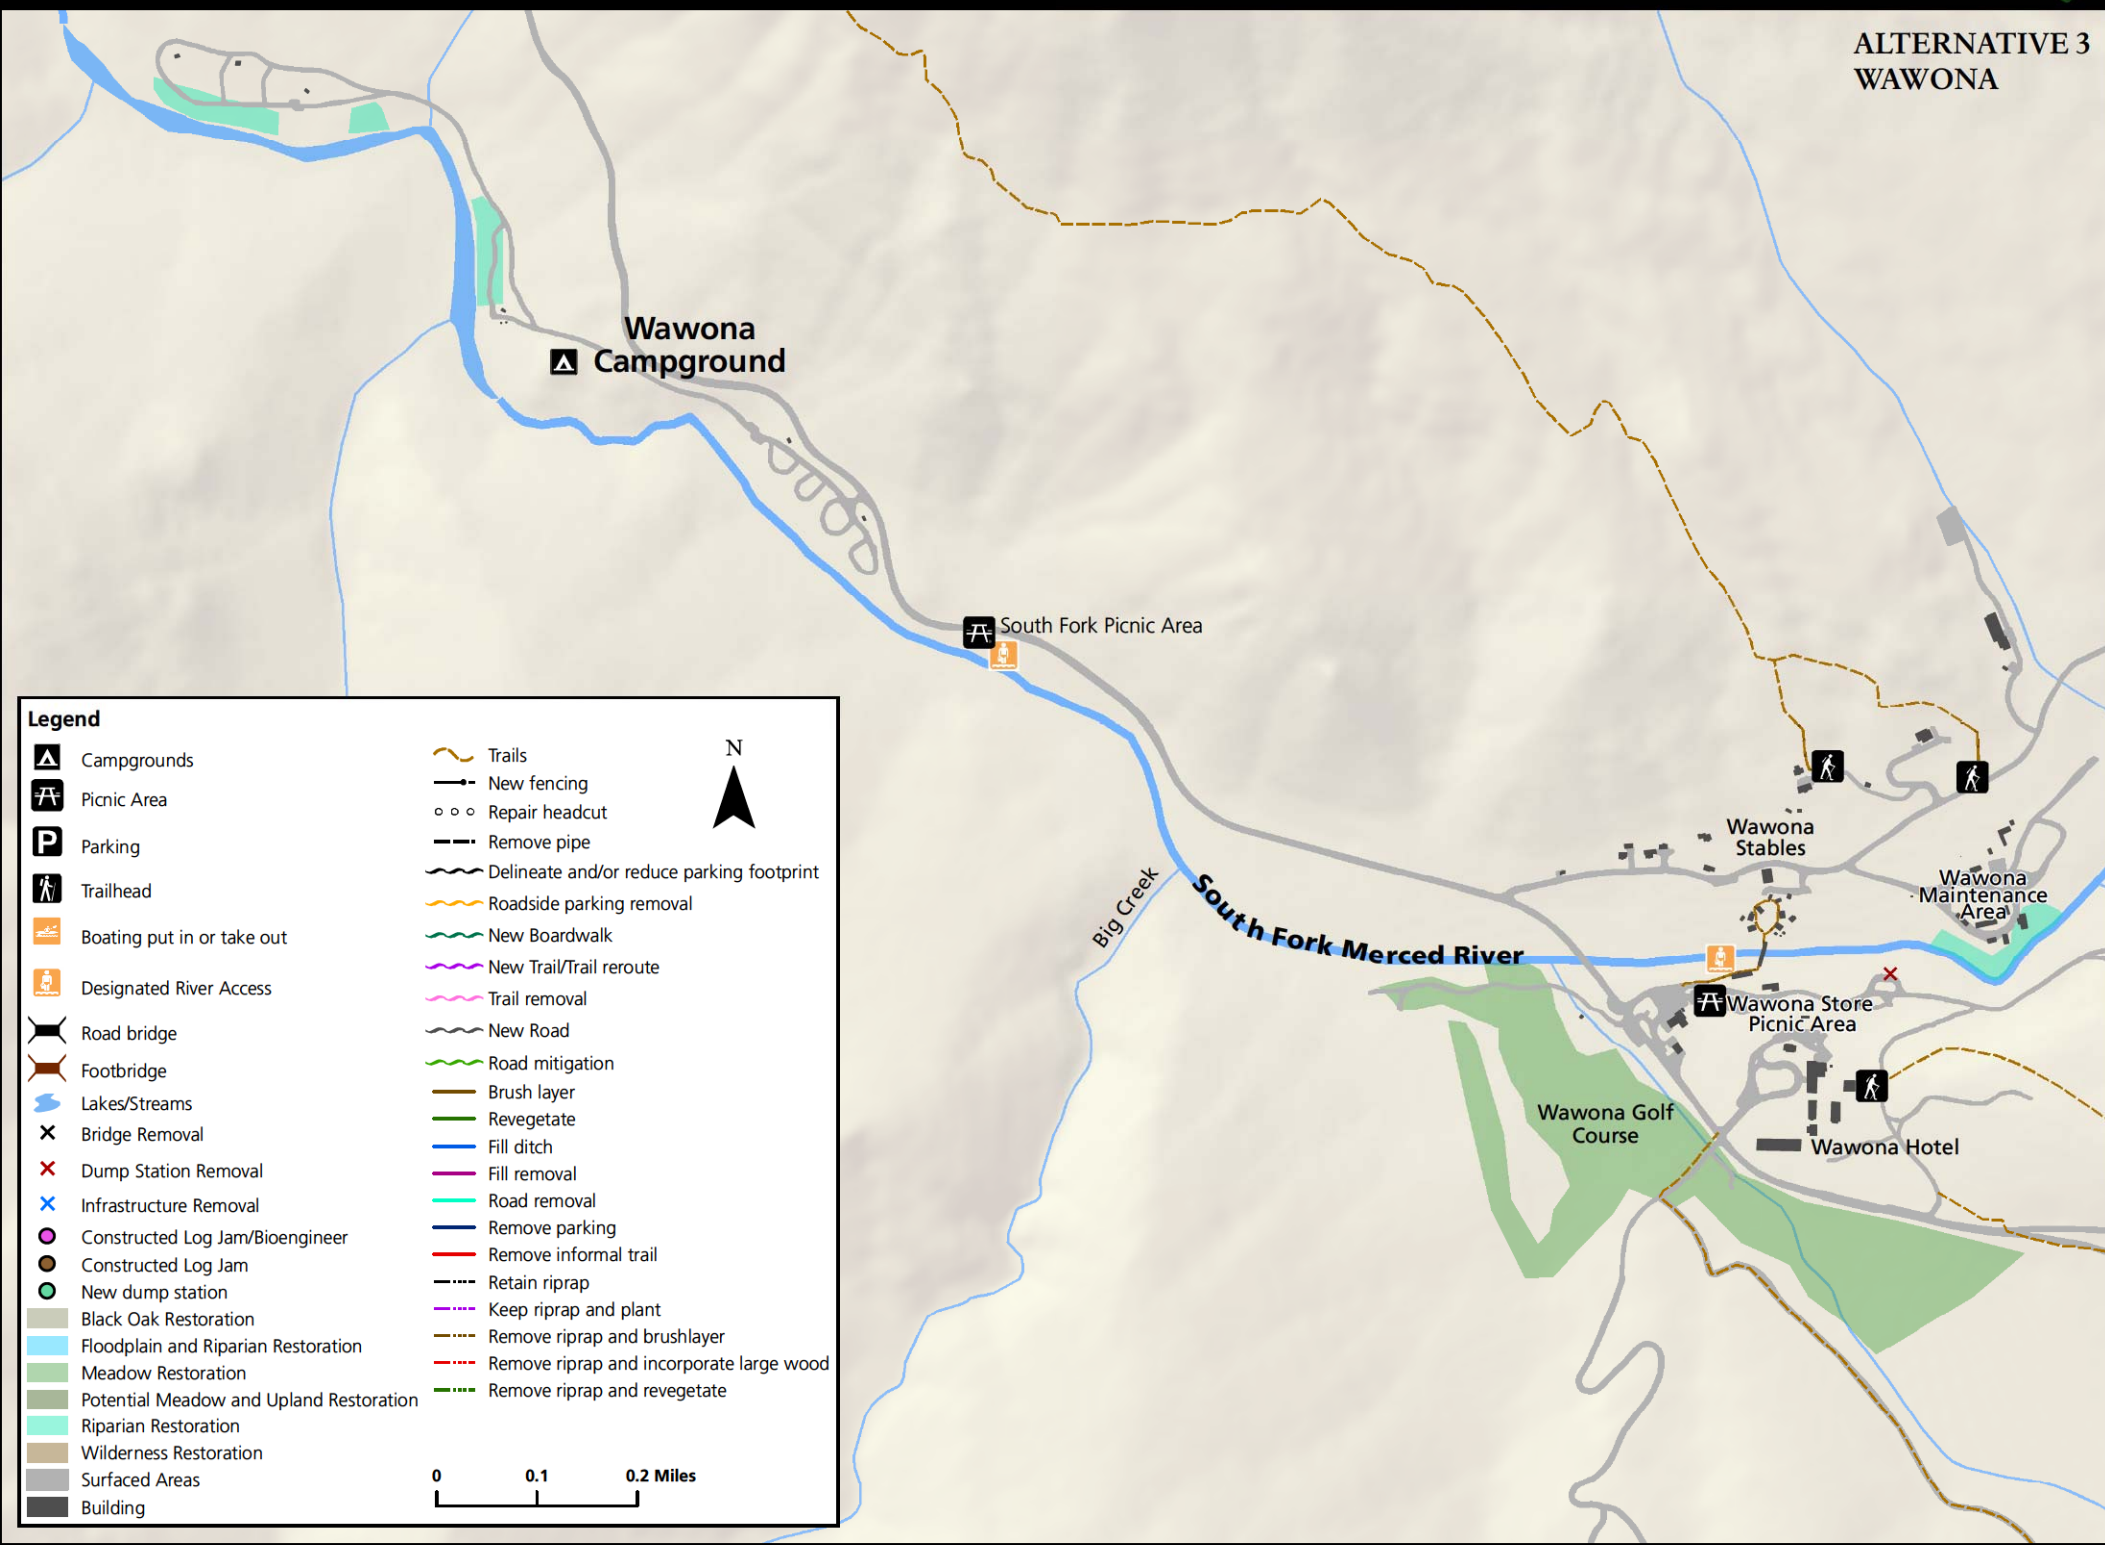 ALTERNATIVE 3
WAWONA
Wawona
Campground
South Fork Picnic Area
Wawona
Stables
Wawona
Maintenance
Area
Big Creek
South Fork Merced River
Wawona Store
Picnic Area
Wawona Golf
Course
Wawona Hotel
Legend
Campgrounds
Picnic Area
P
Parking
Trailhead
Boating put in or take out
Designated River Access
Road bridge
Footbridge
Lakes/Streams
Bridge Removal
Dump Station Removal
Infrastructure Removal
Constructed Log Jam/Bioengineer
Constructed Log Jam
New dump station
Black Oak Restoration
Floodplain and Riparian Restoration
Meadow Restoration
Potential Meadow and Upland Restoration
Riparian Restoration
Wilderness Restoration
Surfaced Areas
Building
Trails
New fencing
Repair headcut
Remove pipe
Delineate and/or reduce parking footprint
Roadside parking removal
New Boardwalk
New Trail/Trail reroute
Trail removal
New Road
Road mitigation
Brush layer
Revegetate
Fill ditch
Fill removal
Road removal
Remove parking
Remove informal trail
Retain riprap
Keep riprap and plant
Remove riprap and brushlayer
Remove riprap and incorporate large wood
Remove riprap and revegetate
N
0 0.1 0.2 Miles